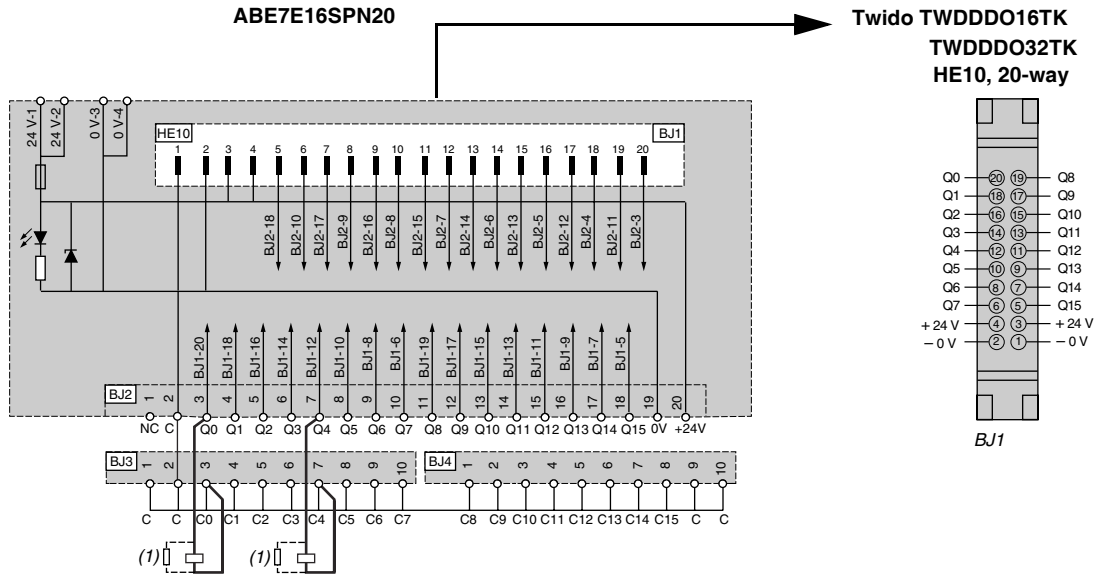 ABE7E16SPN20
Twido TWDDDO16TK
TWDDDO32TK
HE10, 20-way
24 V-1 24 V-2 0 V-3 0 V-4
HE10 BJ1
1 2 3 4 5 6 7 8 9 10 11 12 13 14 15 16 17 18 19 20
BJ2-18 BJ2-10 BJ2-17 BJ2-9 BJ2-16 BJ2-8 BJ2-15 BJ2-7 BJ2-14 BJ2-6 BJ2-13 BJ2-5 BJ2-12 BJ2-4 BJ2-11 BJ2-3
BJ1-20 BJ1-18 BJ1-16 BJ1-14 BJ1-12 BJ1-10 BJ1-8 BJ1-6 BJ1-19 BJ1-17 BJ1-15 BJ1-13 BJ1-11 BJ1-9 BJ1-7 BJ1-5
BJ2
1 2 3 4 5 6 7 8 9 10 11 12 13 14 15 16 17 18 19 20
NC C Q0 Q1 Q2 Q3 Q4 Q5 Q6 Q7 Q8 Q9 Q10 Q11 Q12 Q13 Q14 Q15 0V +24V
BJ3 1 2 3 4 5 6 7 8 9 10
BJ4 1 2 3 4 5 6 7 8 9 10
C C C0 C1 C2 C3 C4 C5 C6 C7 C8 C9 C10 C11 C12 C13 C14 C15 C C
(1) (1)
Q0 20 19 Q8
Q1 18 17 Q9
Q2 16 15 Q10
Q3 14 13 Q11
Q4 12 11 Q12
Q5 10 9 Q13
Q6 8 7 Q14
Q7 6 5 Q15
+ 24 V 4 3 + 24 V
– 0 V 2 1 – 0 V
BJ1